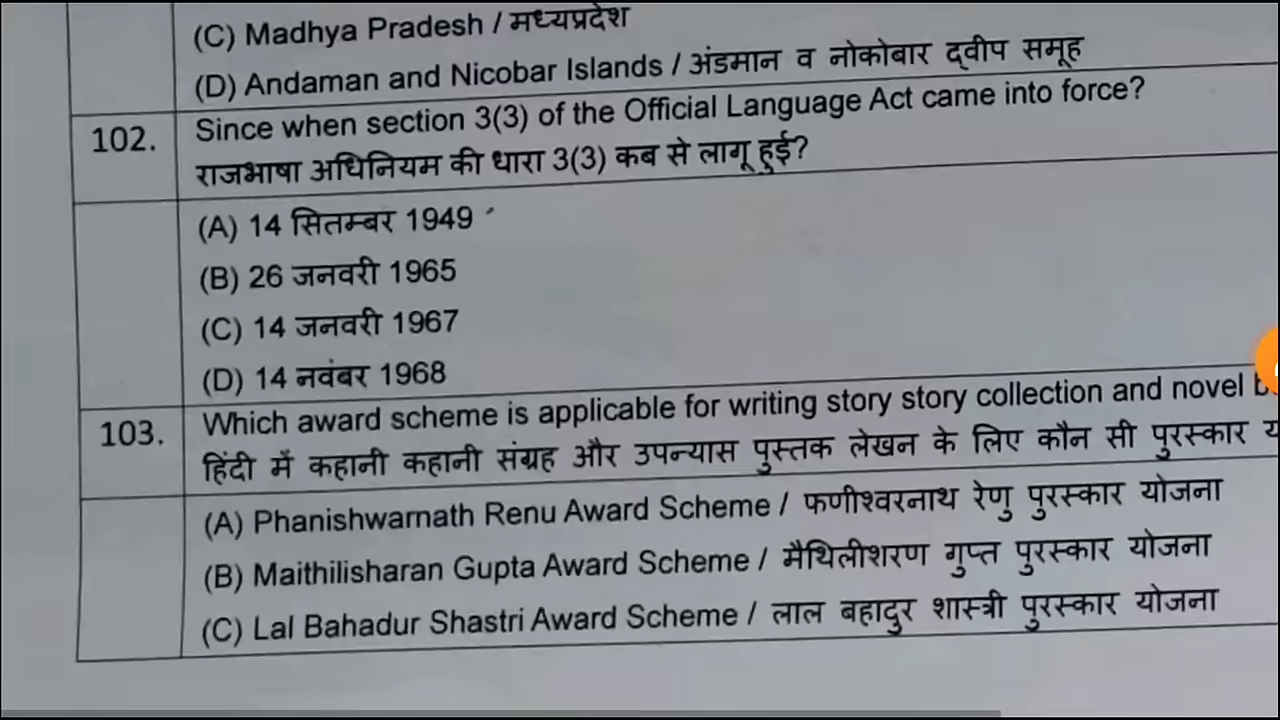 (C) Madhya Pradesh / मध्यप्रदेश
(D) Andaman and Nicobar Islands / अंडमान व नोकोबार द्वीप समूह
102. Since when section 3(3) of the Official Language Act came into force?
राजभाषा अधिनियम की धारा 3(3) कब से लागू हुई?
(A) 14 सितम्बर 1949
(B) 26 जनवरी 1965
(C) 14 जनवरी 1967
(D) 14 नवंबर 1968
103. Which award scheme is applicable for writing story story collection and novel
हिंदी में कहानी कहानी संग्रह और उपन्यास पुस्तक लेखन के लिए कौन सी पुरस्कार
(A) Phanishwarnath Renu Award Scheme / फणीश्वरनाथ रेणु पुरस्कार योजना
(B) Maithilisharan Gupta Award Scheme / मैथिलीशरण गुप्त पुरस्कार योजना
(C) Lal Bahadur Shastri Award Scheme / लाल बहादुर शास्त्री पुरस्कार योजना